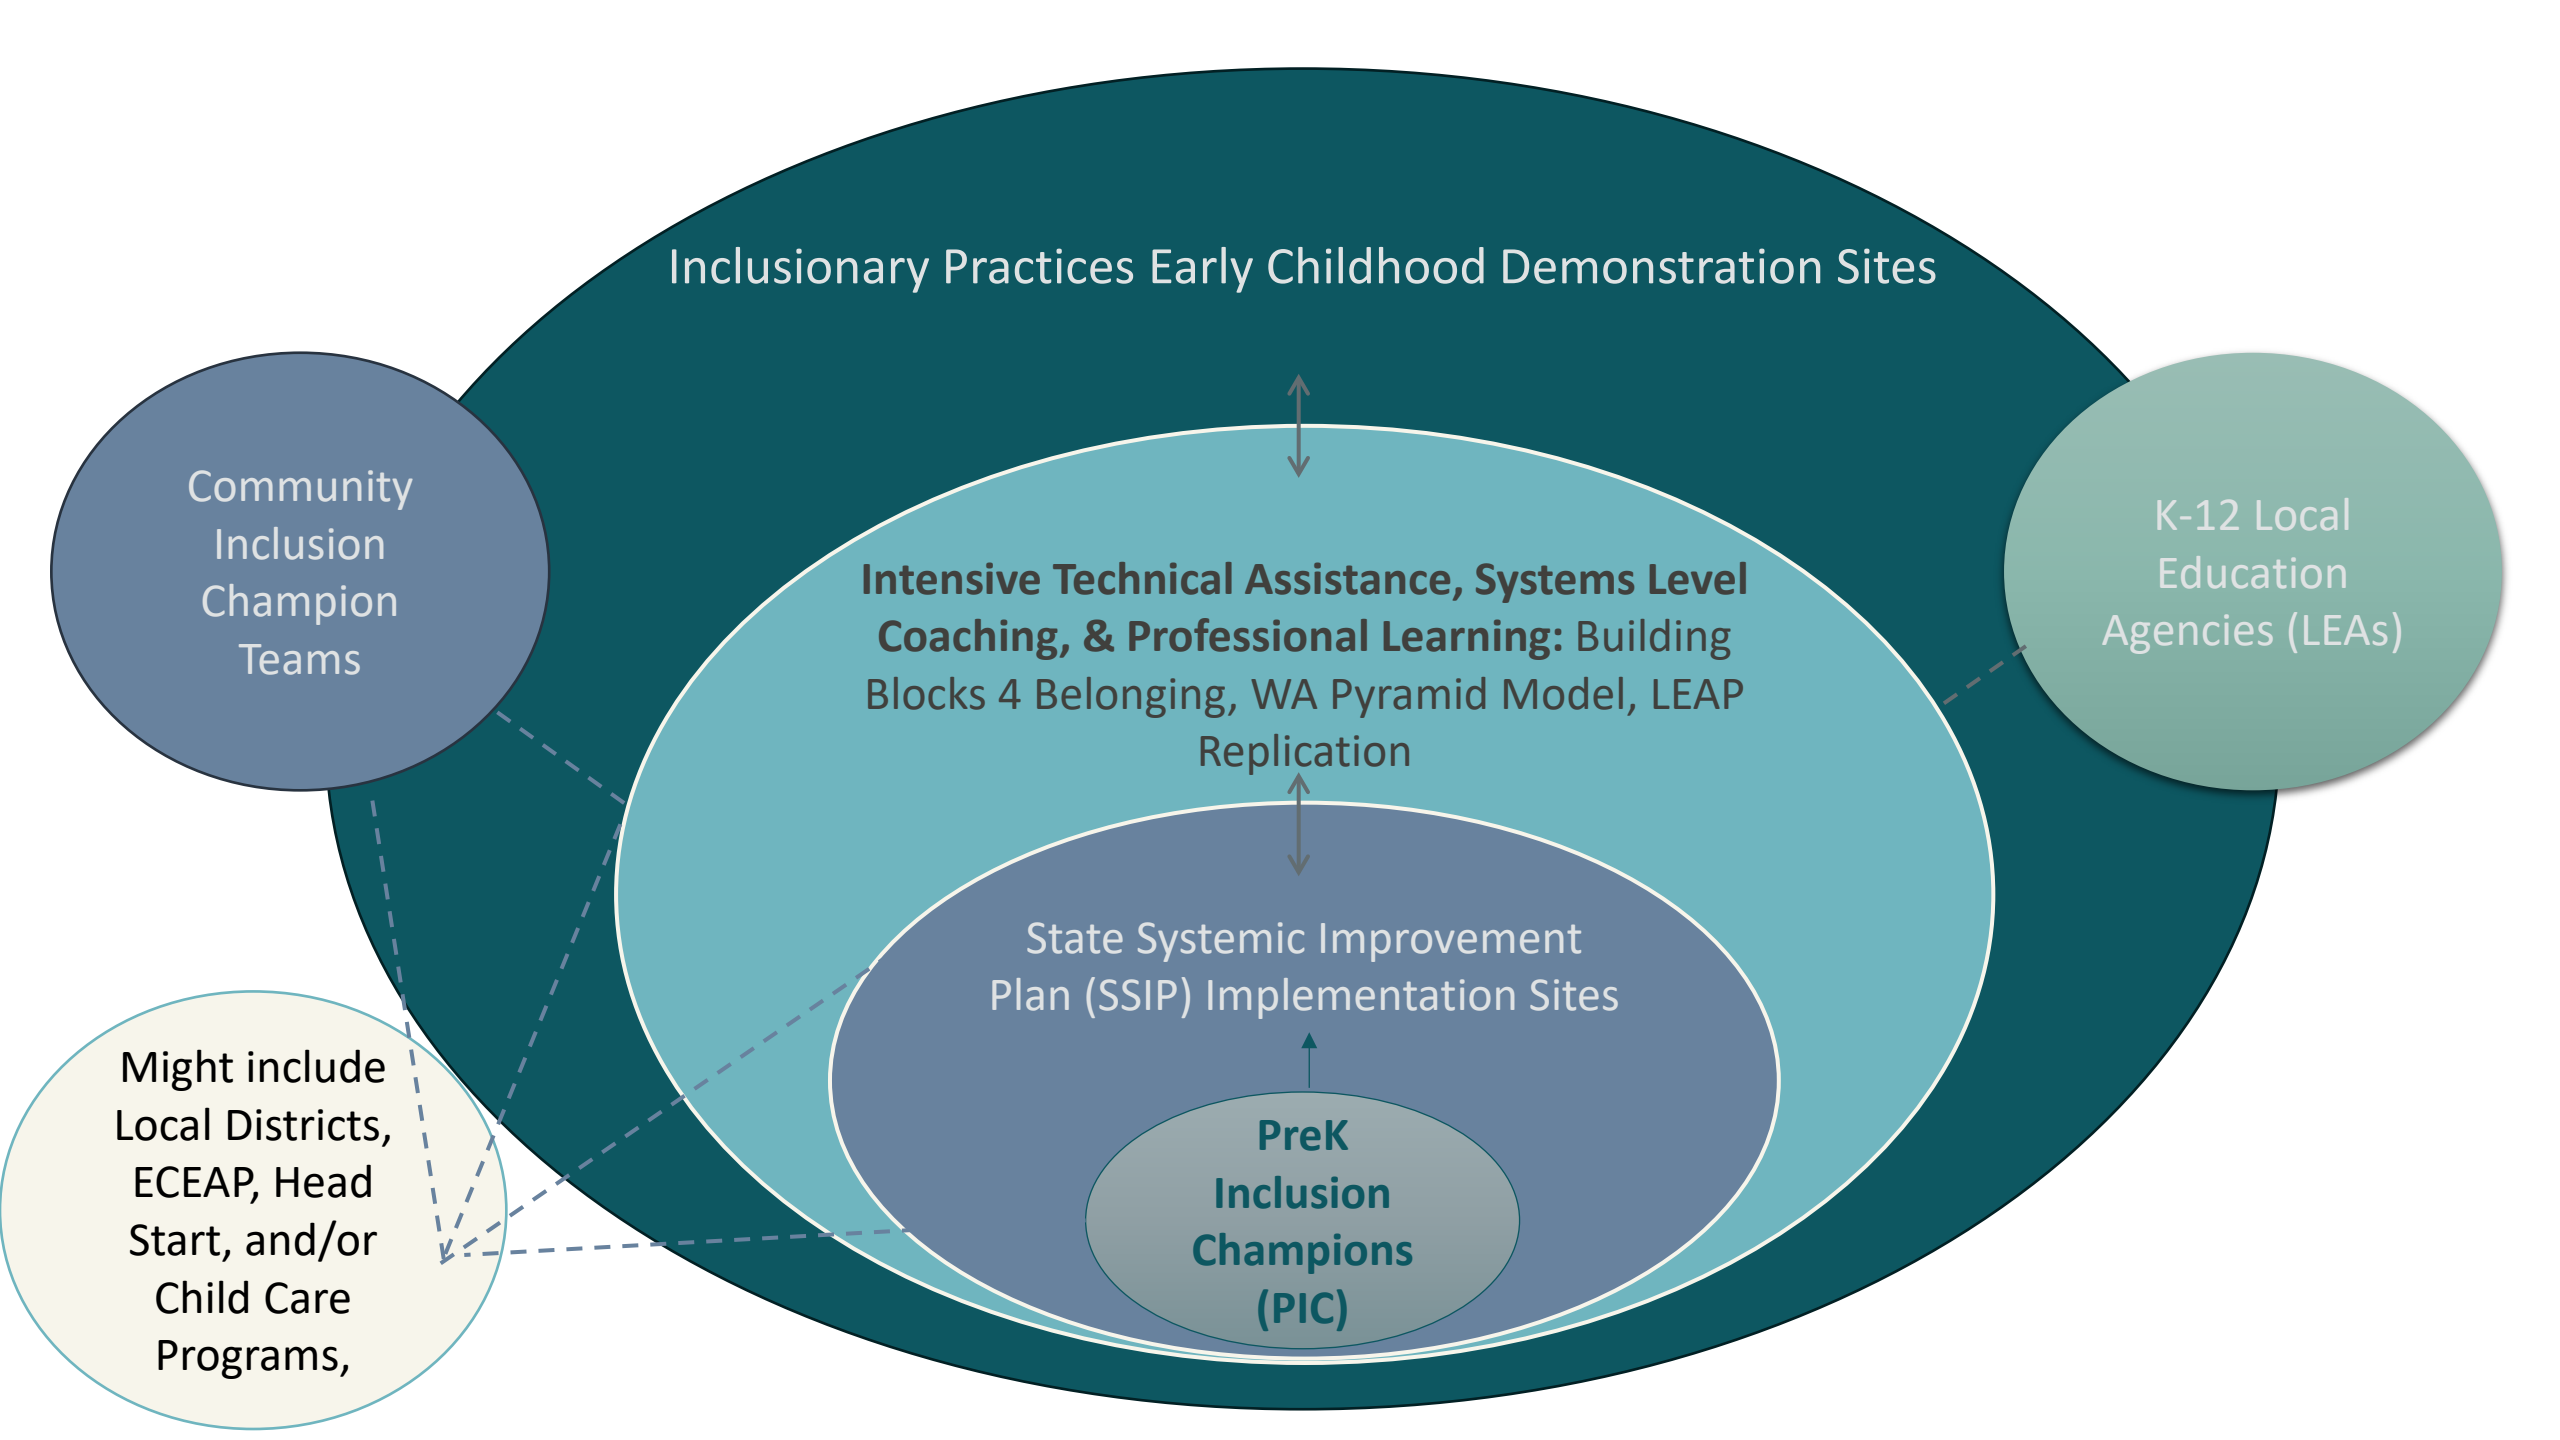 Inclusionary Practices Early Childhood Demonstration Sites
Community
Inclusion
Champion
Teams
K-12 Local
Education
Agencies (LEAs)
Intensive Technical Assistance, Systems Level
Coaching, & Professional Learning: Building
Blocks 4 Belonging, WA Pyramid Model, LEAP
Replication
State Systemic Improvement
Plan (SSIP) Implementation Sites
PreK
Inclusion
Champions
(PIC)
Might include
Local Districts,
ECEAP, Head
Start, and/or
Child Care
Programs,